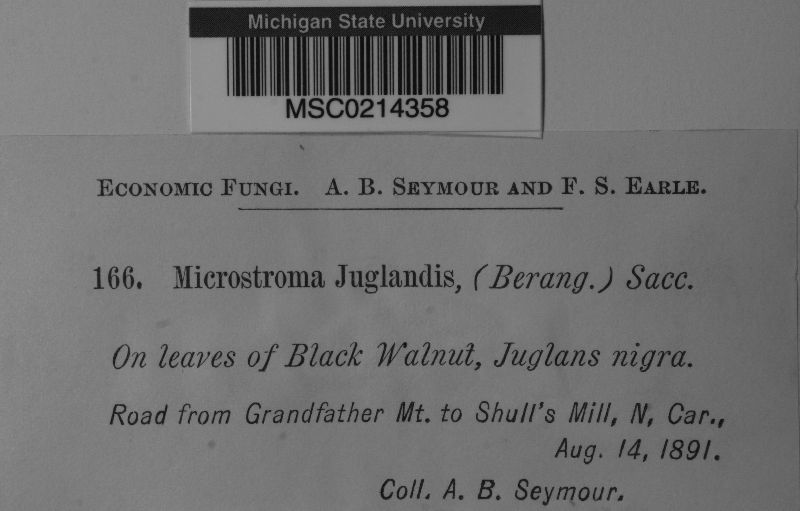 Michigan State University
MSC0214358
Economic Fungi. A. B. Seymour and F. S. Earle.
166. Microstroma Juglandis, (Berang.) Sacc.
On leaves of Black Walnut, Juglans nigra.
Road from Grandfather Mt. to Shull's Mill, N, Car.,
Aug. 14, 1891.
Coll. A. B. Seymour.